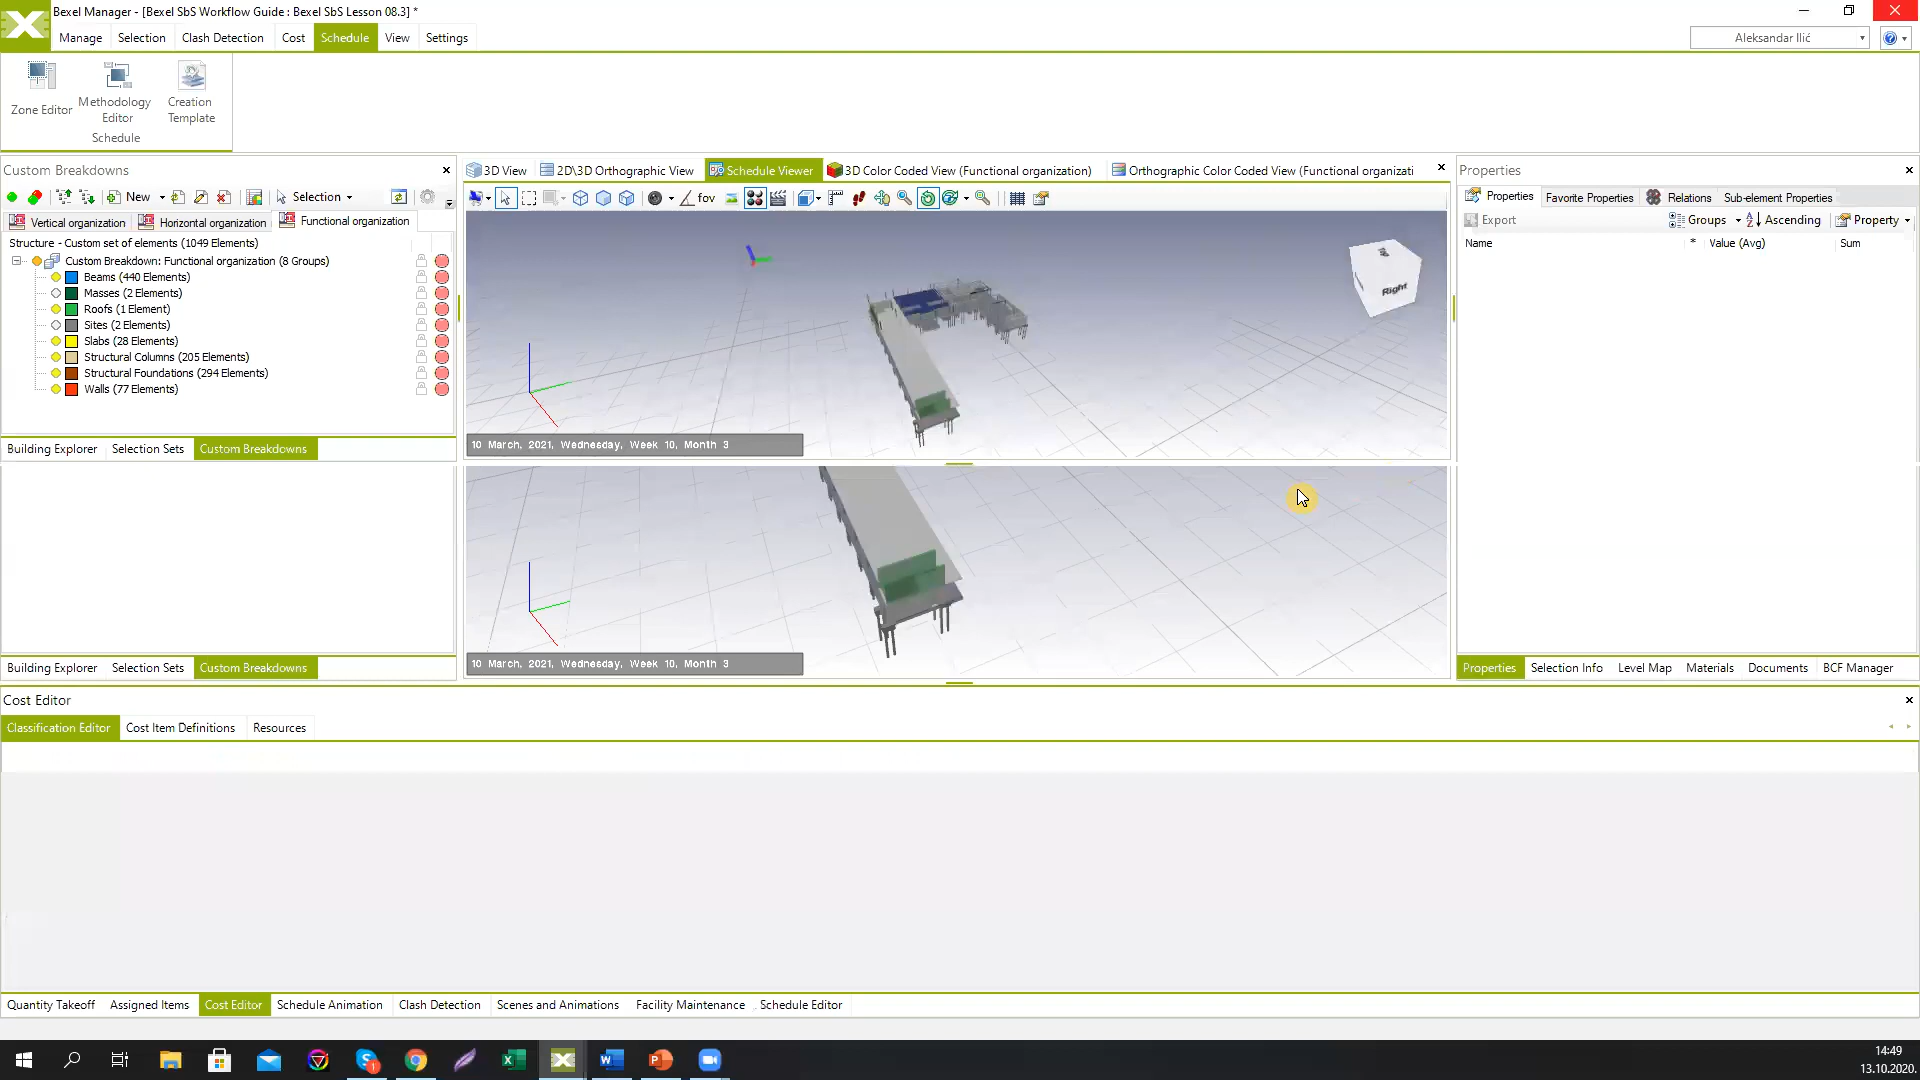 Bexel Manager - [Bexel SbS Workflow Guide : Bexel SbS Lesson 08.3] *
Manage Selection Clash Detection Cost Schedule View Settings
Aleksandar Ilić
Zone Editor Methodology Editor Creation Template
Schedule
Custom Breakdowns
3D View 2D\3D Orthographic View Schedule Viewer 3D Color Coded View (Functional organization) Orthographic Color Coded View (Functional organizati
Properties
New Selection
fov
Properties Favorite Properties Relations Sub-element Properties
Vertical organization Horizontal organization Functional organization
Export Groups Ascending Property
Structure - Custom set of elements (1049 Elements)
Name * Value (Avg) Sum
Custom Breakdown: Functional organization (8 Groups)
Beams (440 Elements)
Masses (2 Elements)
Roofs (1 Element)
Sites (2 Elements)
Slabs (28 Elements)
Structural Columns (205 Elements)
Structural Foundations (294 Elements)
Walls (77 Elements)
Right
10 March, 2021, Wednesday, Week 10, Month 3
Building Explorer Selection Sets Custom Breakdowns
10 March, 2021, Wednesday, Week 10, Month 3
Building Explorer Selection Sets Custom Breakdowns
Properties Selection Info Level Map Materials Documents BCF Manager
Cost Editor
Classification Editor Cost Item Definitions Resources
Quantity Takeoff Assigned Items Cost Editor Schedule Animation Clash Detection Scenes and Animations Facility Maintenance Schedule Editor
14:49
13.10.2020.